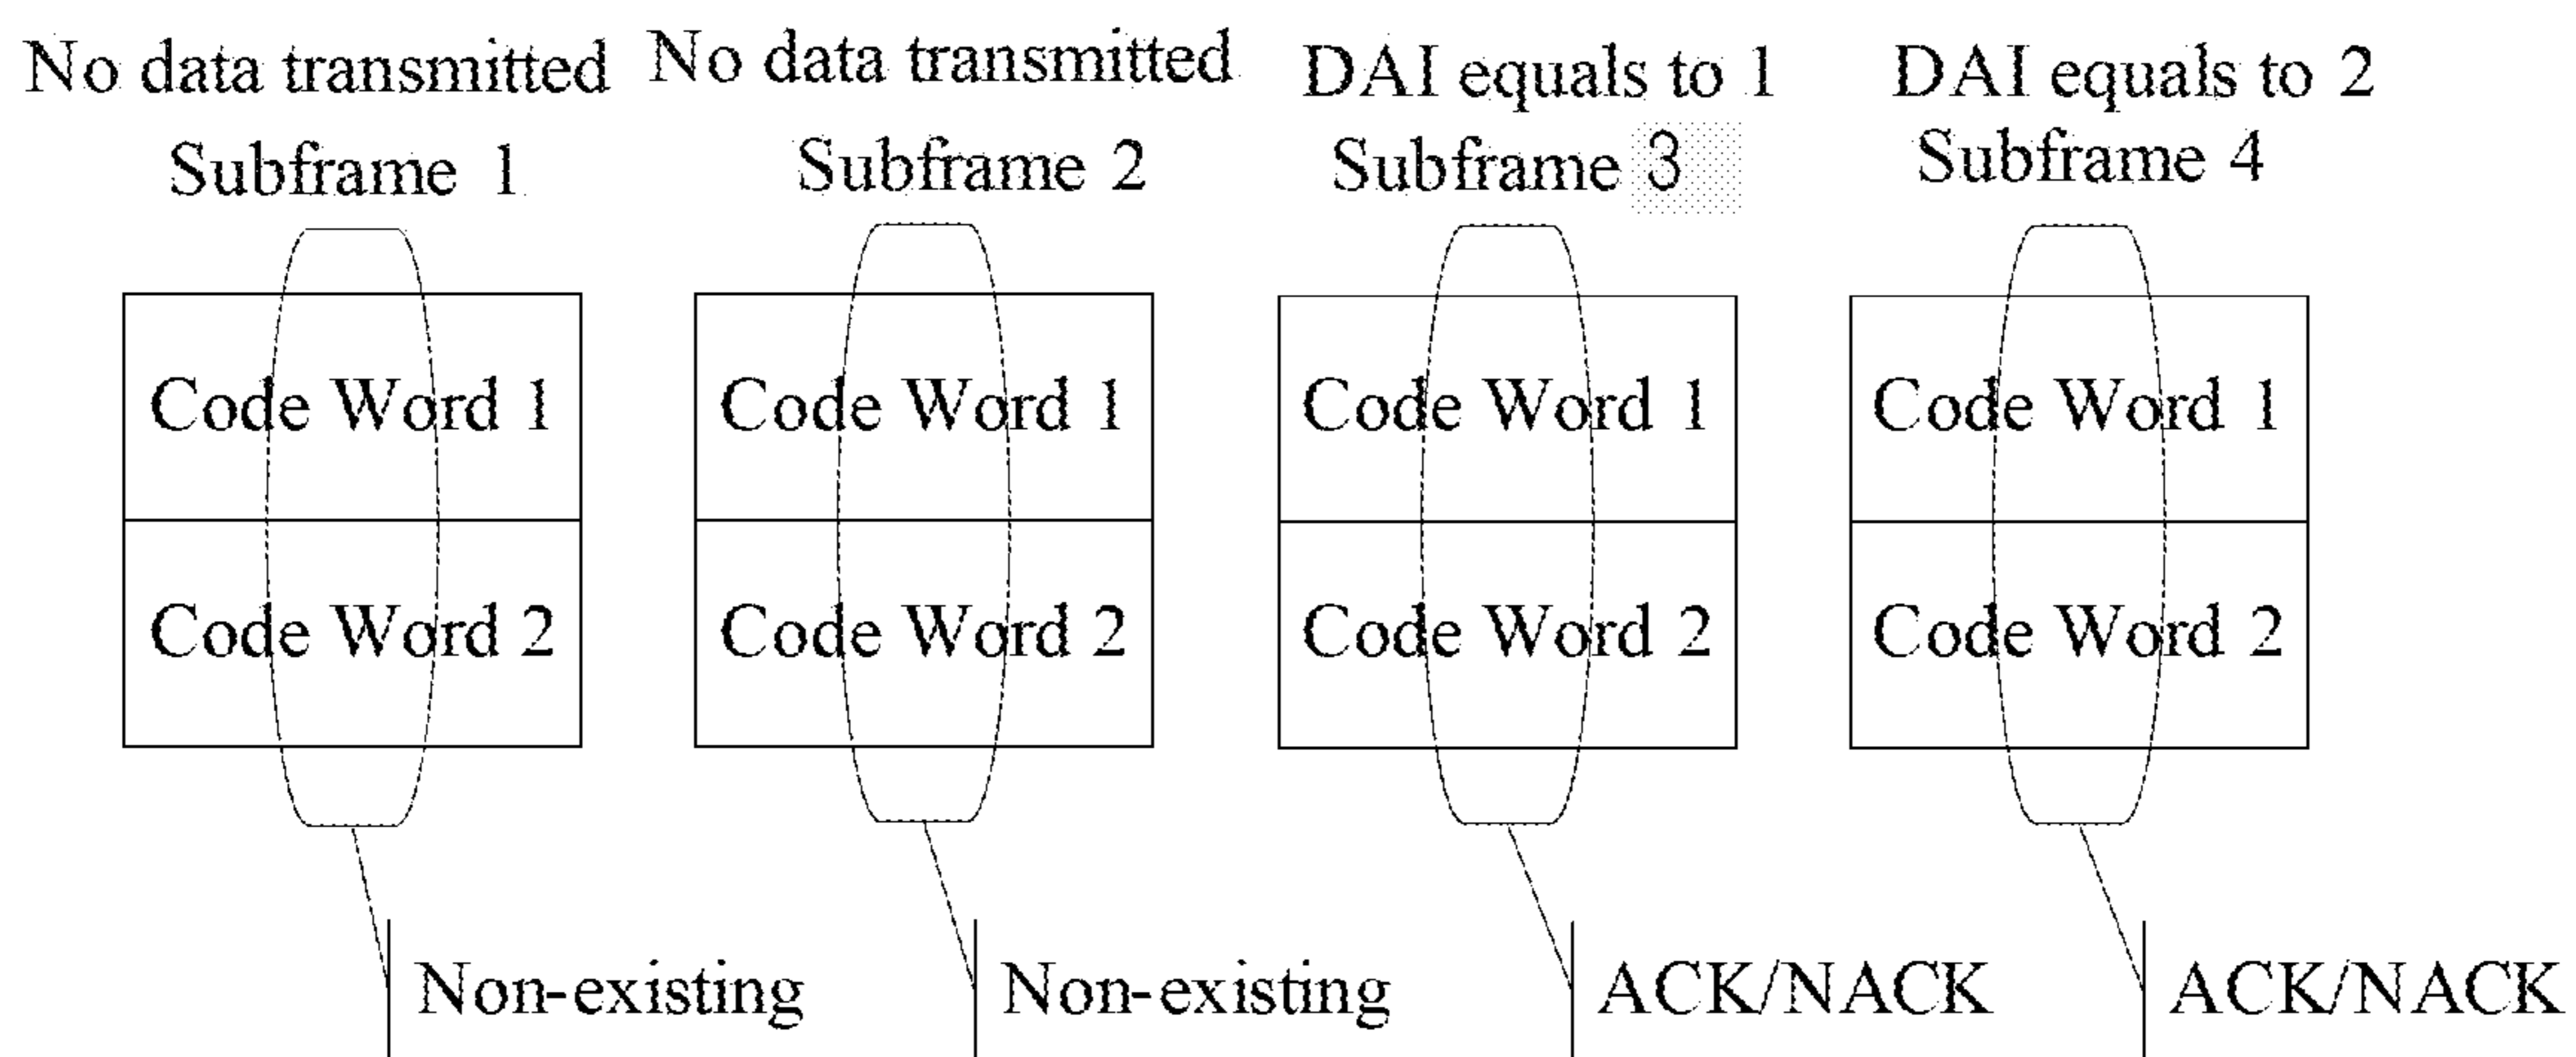 No data transmitted
Subframe 1
Code Word 1
Code Word 2
Non-existing
No data transmitted
Subframe 2
Code Word 1
Code Word 2
Non-existing
DAI equals to 1
Subframe 3
Code Word 1
Code Word 2
ACK/NACK
DAI equals to 2
Subframe 4
Code Word 1
Code Word 2
ACK/NACK